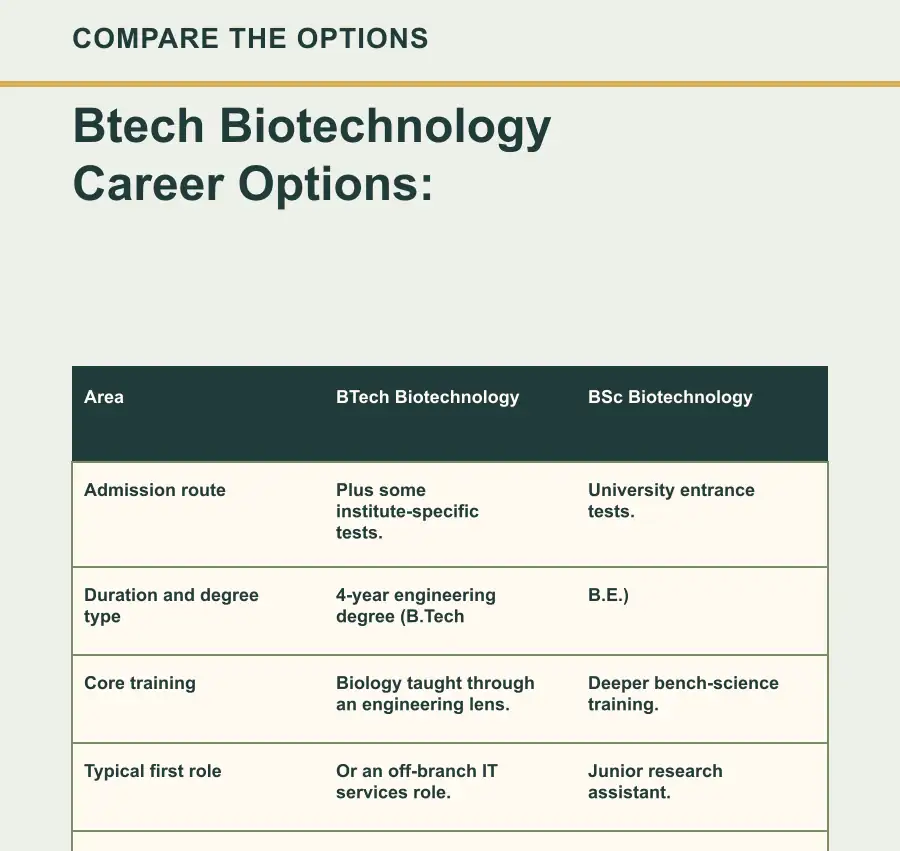 COMPARE THE OPTIONS
Btech Biotechnology
Career Options:
Area
BTech Biotechnology
BSc Biotechnology
Admission route
Plus some
institute-specific
tests.
University entrance
tests.
Duration and degree
type
4-year engineering
degree (B.Tech
B.E.)
Core training
Biology taught through
an engineering lens.
Deeper bench-science
training.
Typical first role
Or an off-branch IT
services role.
Junior research
assistant.